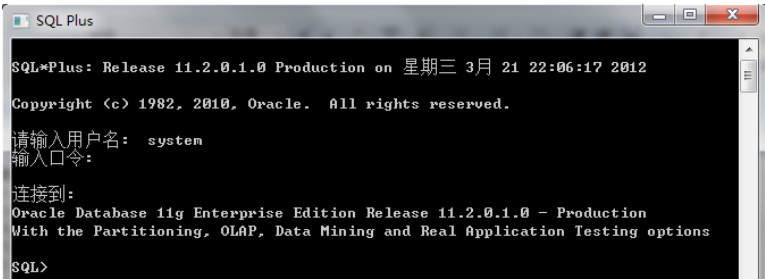 SQL Plus
SQL*Plus: Release 11.2.0.1.0 Production on 星期三 3月 21 22:06:17 2012
Copyright (c) 1982, 2010, Oracle.  All rights reserved.
请输入用户名:  system
输入口令:
连接到:
Oracle Database 11g Enterprise Edition Release 11.2.0.1.0 - Production
With the Partitioning, OLAP, Data Mining and Real Application Testing options
SQL>